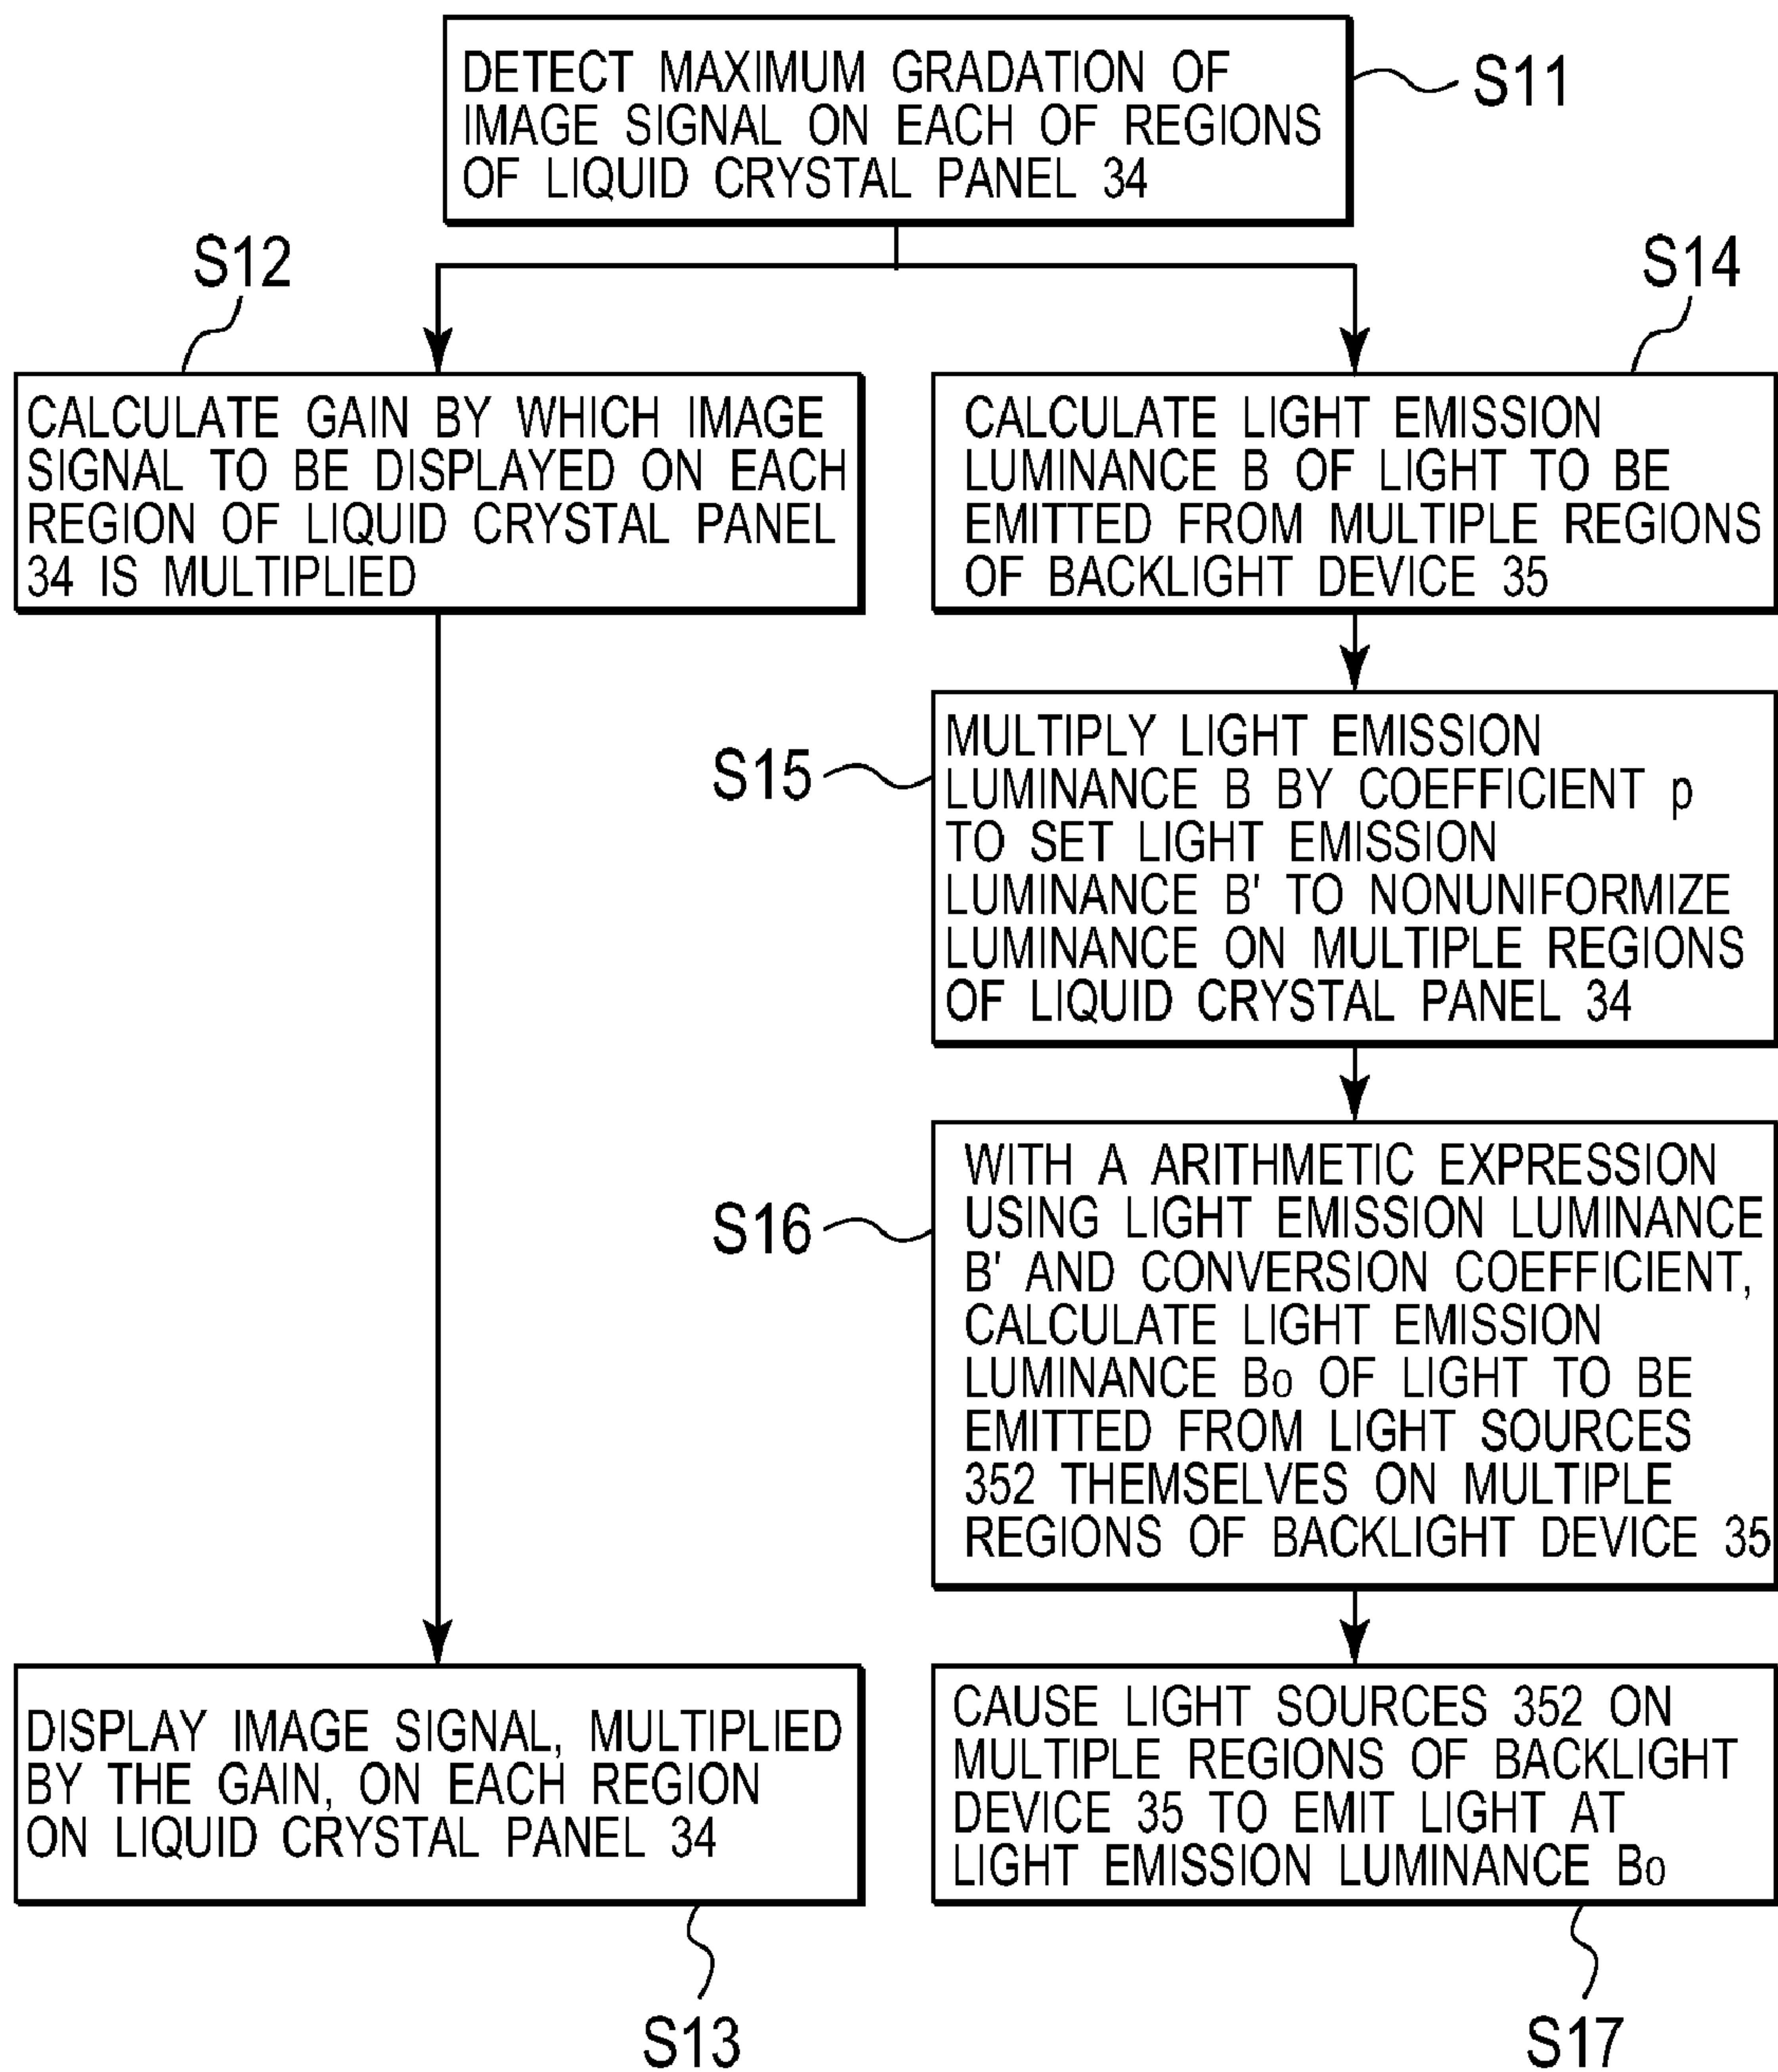 DETECT MAXIMUM GRADATION OF
IMAGE SIGNAL ON EACH OF REGIONS
OF LIQUID CRYSTAL PANEL 34
S11
S12
CALCULATE GAIN BY WHICH IMAGE
SIGNAL TO BE DISPLAYED ON EACH
REGION OF LIQUID CRYSTAL PANEL
34 IS MULTIPLIED
S14
CALCULATE LIGHT EMISSION
LUMINANCE B OF LIGHT TO BE
EMITTED FROM MULTIPLE REGIONS
OF BACKLIGHT DEVICE 35
S15
MULTIPLY LIGHT EMISSION
LUMINANCE B BY COEFFICIENT p
TO SET LIGHT EMISSION
LUMINANCE B' TO NONUNIFORMIZE
LUMINANCE ON MULTIPLE REGIONS
OF LIQUID CRYSTAL PANEL 34
S16
WITH A ARITHMETIC EXPRESSION
USING LIGHT EMISSION LUMINANCE
B' AND CONVERSION COEFFICIENT,
CALCULATE LIGHT EMISSION
LUMINANCE Bo OF LIGHT TO BE
EMITTED FROM LIGHT SOURCES
352 THEMSELVES ON MULTIPLE
REGIONS OF BACKLIGHT DEVICE 35
DISPLAY IMAGE SIGNAL, MULTIPLIED
BY THE GAIN, ON EACH REGION
ON LIQUID CRYSTAL PANEL 34
S13
CAUSE LIGHT SOURCES 352 ON
MULTIPLE REGIONS OF BACKLIGHT
DEVICE 35 TO EMIT LIGHT AT
LIGHT EMISSION LUMINANCE Bo
S17